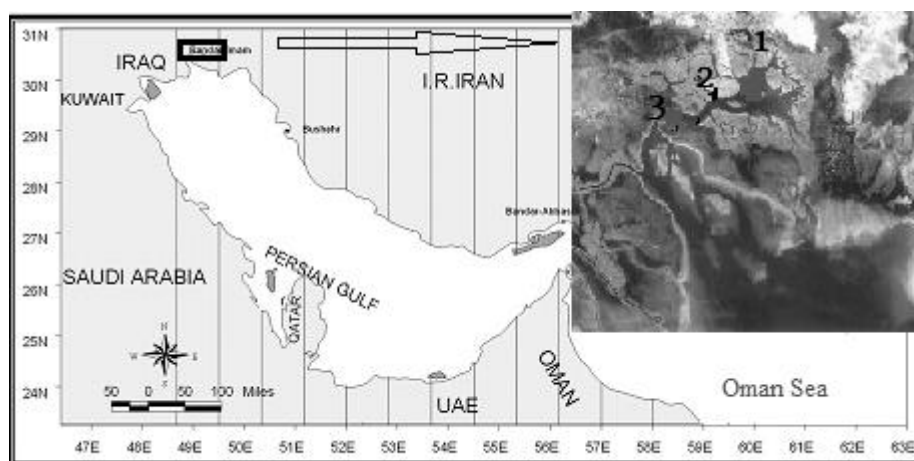 31N
30N
29N
28N
27N
26N
25N
24N
IRAQ
KUWAIT
I.R.IRAN
Bushehr
PERSIAN GULF
SAUDI ARABIA
QATAR
UAE
OMAN
Oman Sea
N
W
E
S
50 0 50 100 Miles
1
2
3
47E 48E 49E 50E 51E 52E 53E 54E 55E 56E 57E 58E 59E 60E 61E 62E 63E